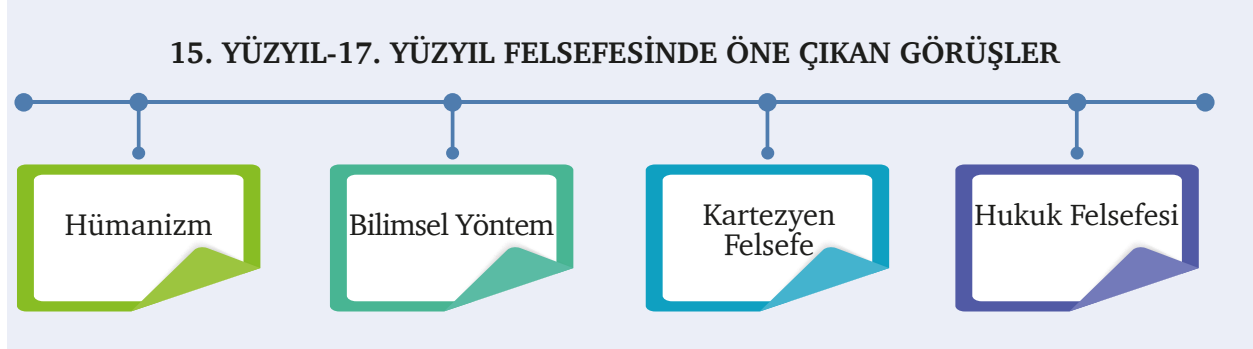 15. YÜZYIL-17. YÜZYIL FELSEFESİNDE ÖNE ÇIKAN GÖRÜŞLER
Hümanizm
Bilimsel Yöntem
Kartezyen
Felsefe
Hukuk Felsefesi